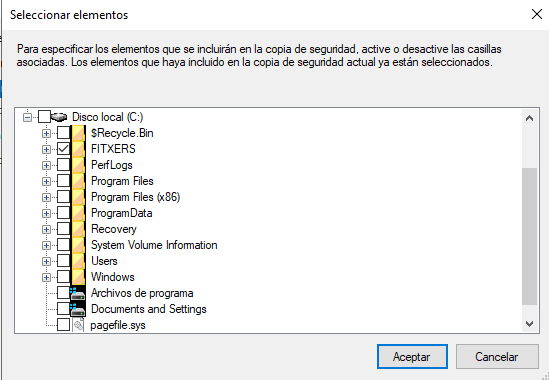 Seleccionar elementos
Para especificar los elementos que se incluirán en la copia de seguridad, active o desactive las casillas
asociadas. Los elementos que haya incluido en la copia de seguridad actual ya están seleccionados.
Disco local (C:)
$Recycle.Bin
FITXERS
PerfLogs
Program Files
Program Files (x86)
ProgramData
Recovery
System Volume Information
Users
Windows
Archivos de programa
Documents and Settings
pagefile.sys
Aceptar
Cancelar